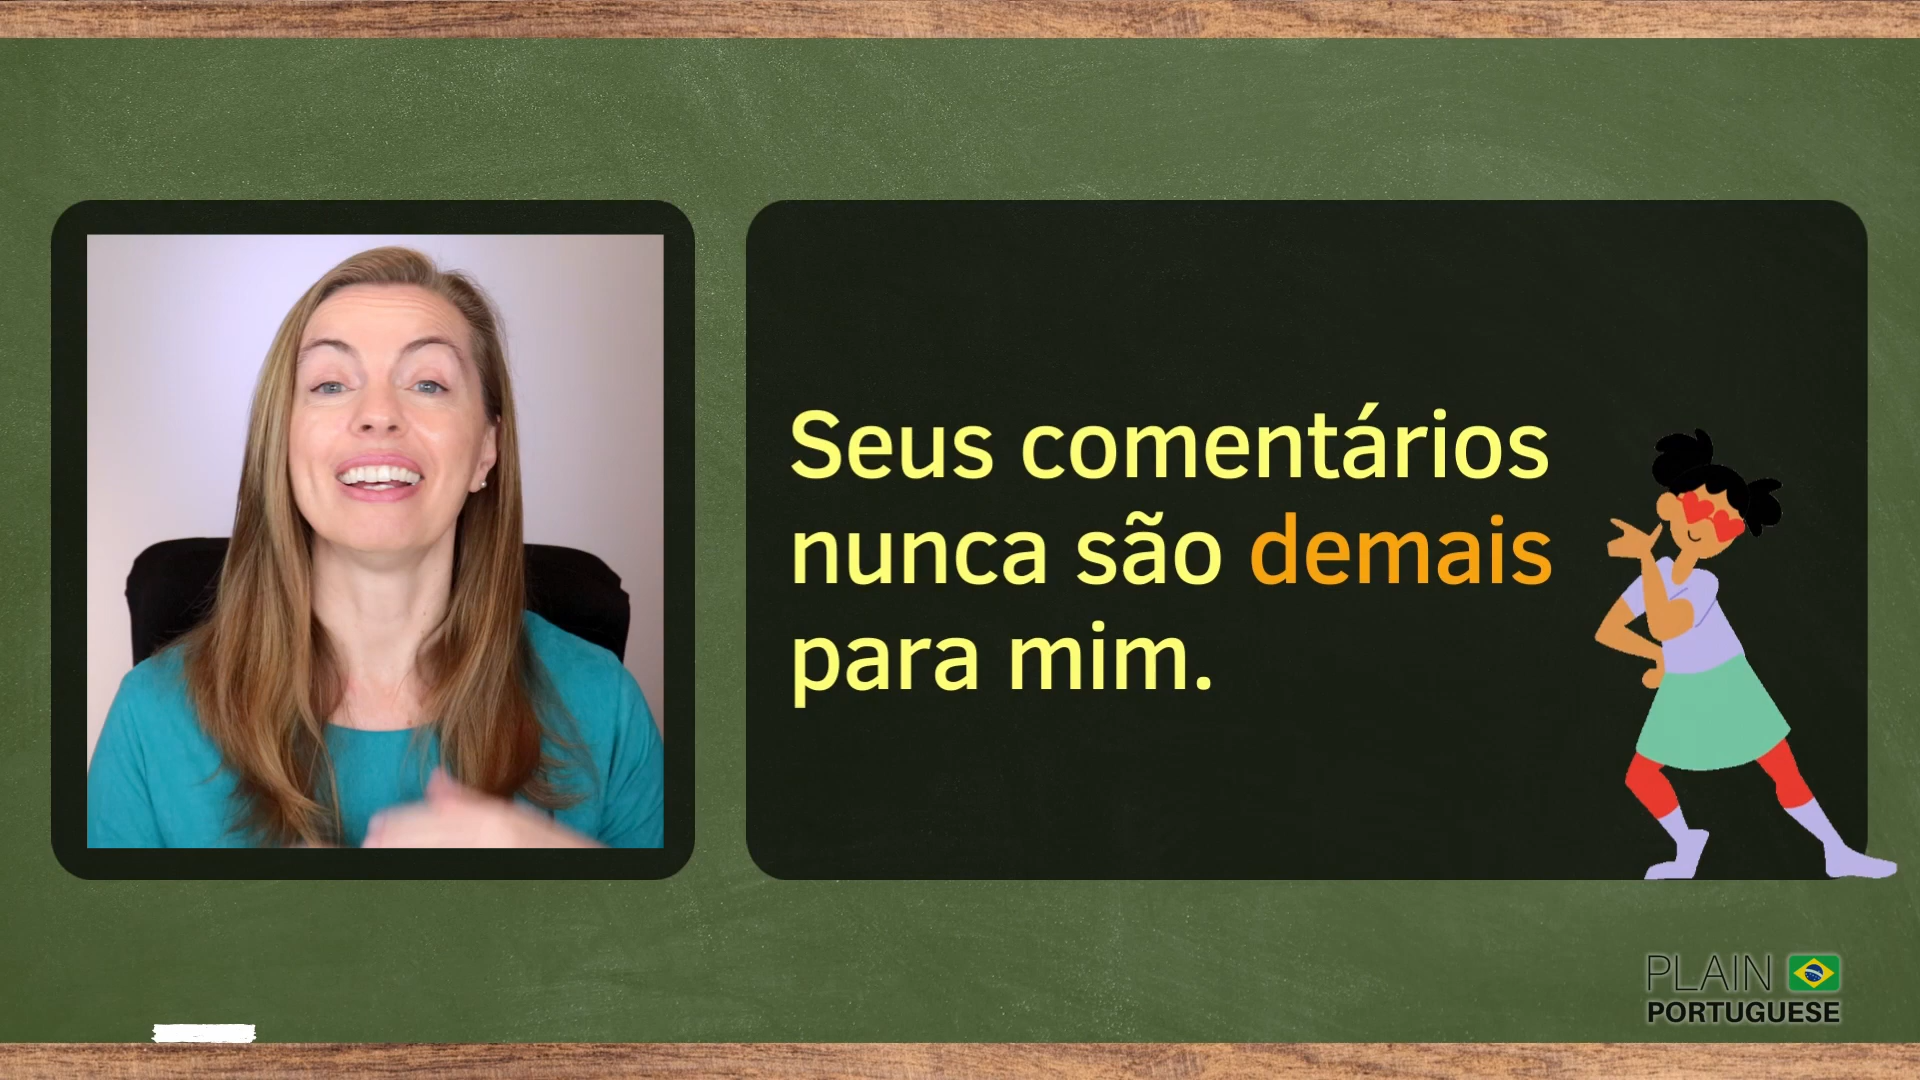 Seus comentários
nunca são demais
para mim.
PLAIN
PORTUGUESE